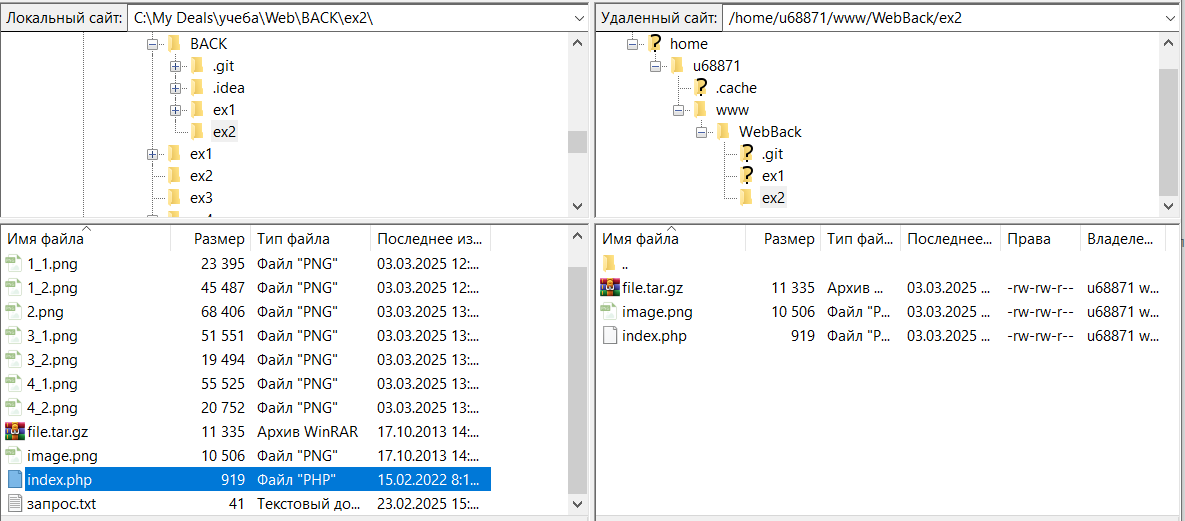 Локальный сайт: C:\My Deals\учеба\Web\BACK\ex2\
BACK
.git
.idea
ex1
ex2
ex1
ex2
ex3
Имя файла Размер Тип файла Последнее из...
1_1.png 23 395 Файл "PNG" 03.03.2025 12:...
1_2.png 45 487 Файл "PNG" 03.03.2025 12:...
2.png 68 406 Файл "PNG" 03.03.2025 13:...
3_1.png 51 551 Файл "PNG" 03.03.2025 13:...
3_2.png 19 494 Файл "PNG" 03.03.2025 13:...
4_1.png 55 525 Файл "PNG" 03.03.2025 13:...
4_2.png 20 752 Файл "PNG" 03.03.2025 13:...
file.tar.gz 11 335 Архив WinRAR 17.10.2013 14:...
image.png 10 506 Файл "PNG" 17.10.2013 14:...
index.php 919 Файл "PHP" 15.02.2022 8:1...
запрос.txt 41 Текстовый до... 23.02.2025 15:...
Удаленный сайт: /home/u68871/www/WebBack/ex2
home
u68871
.cache
www
WebBack
.git
ex1
ex2
Имя файла Размер Тип фай... Последнее... Права Владеле...
..
file.tar.gz 11 335 Архив ... 03.03.2025 ... -rw-rw-r-- u68871 w...
image.png 10 506 Файл "P... 03.03.2025 ... -rw-rw-r-- u68871 w...
index.php 919 Файл "P... 03.03.2025 ... -rw-rw-r-- u68871 w...